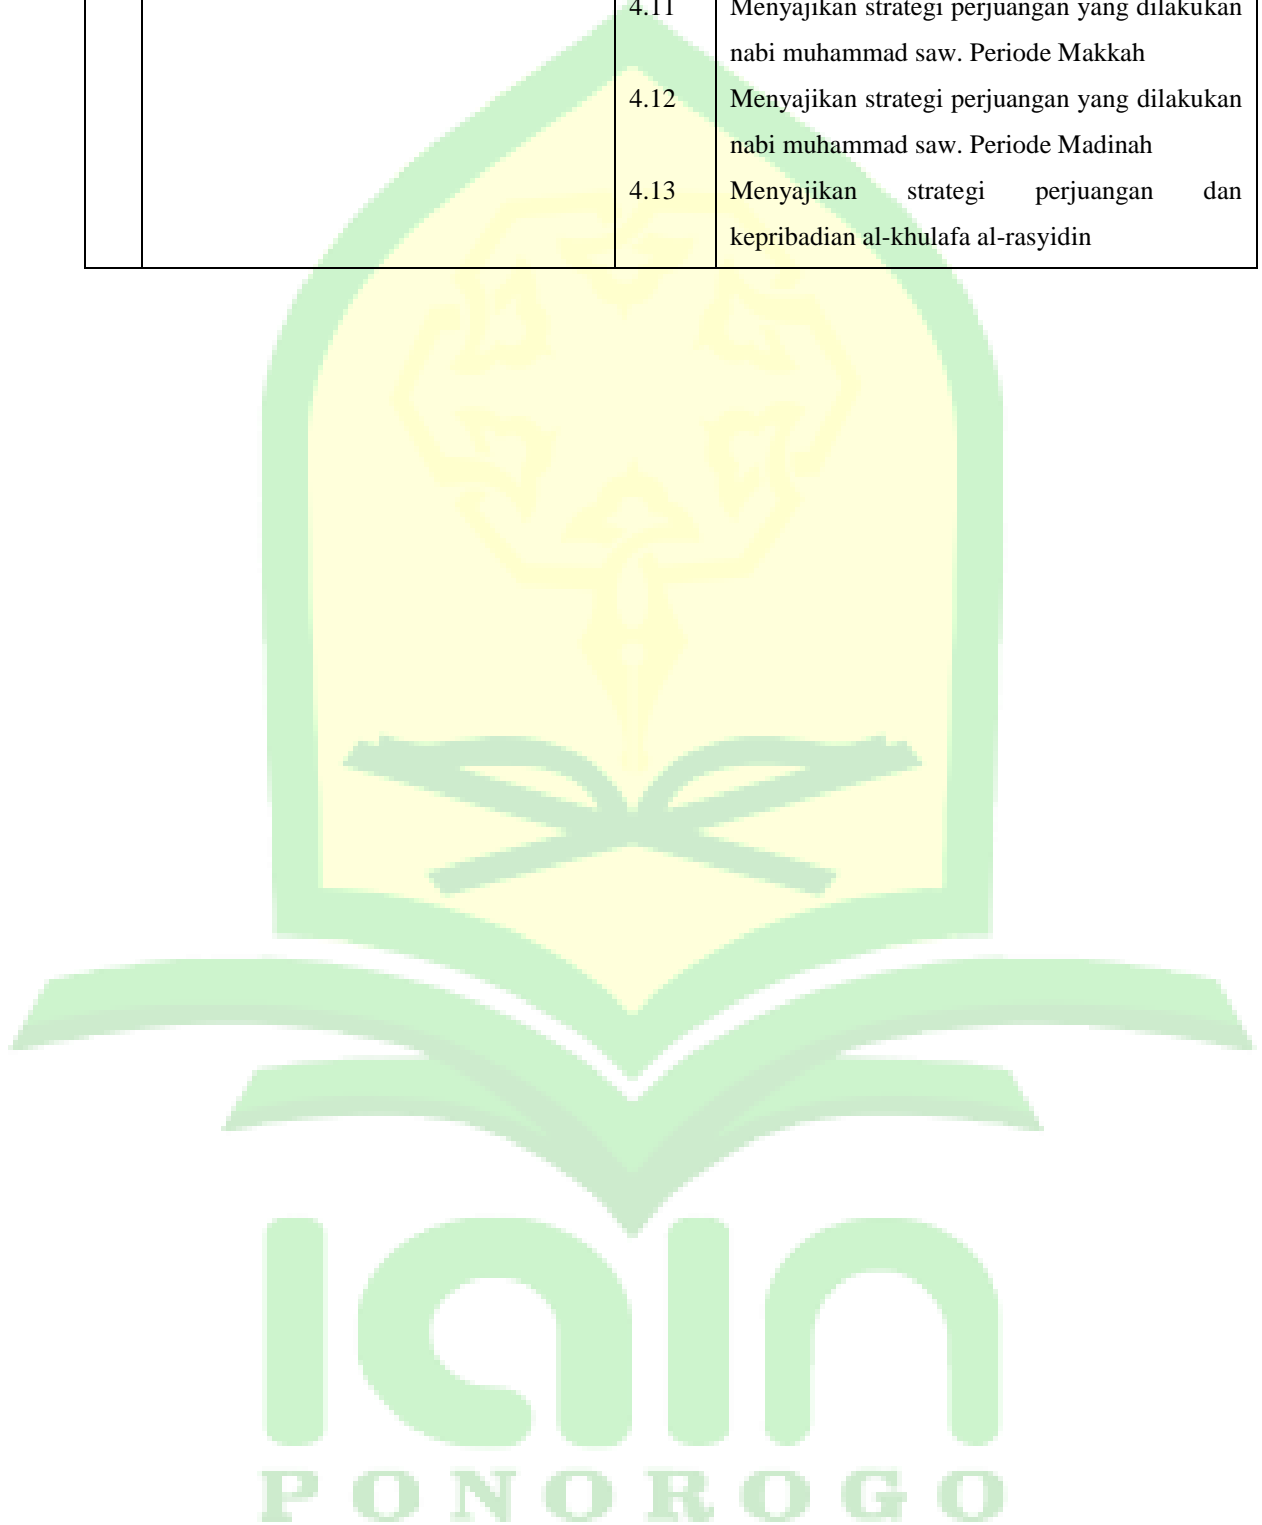 4.11 Menyajikan strategi perjuangan yang dilakukan
nabi muhammad saw. Periode Makkah
4.12 Menyajikan strategi perjuangan yang dilakukan
nabi muhammad saw. Periode Madinah
4.13 Menyajikan strategi perjuangan dan
kepribadian al-khulafa al-rasyidin
iain
PONOROGO